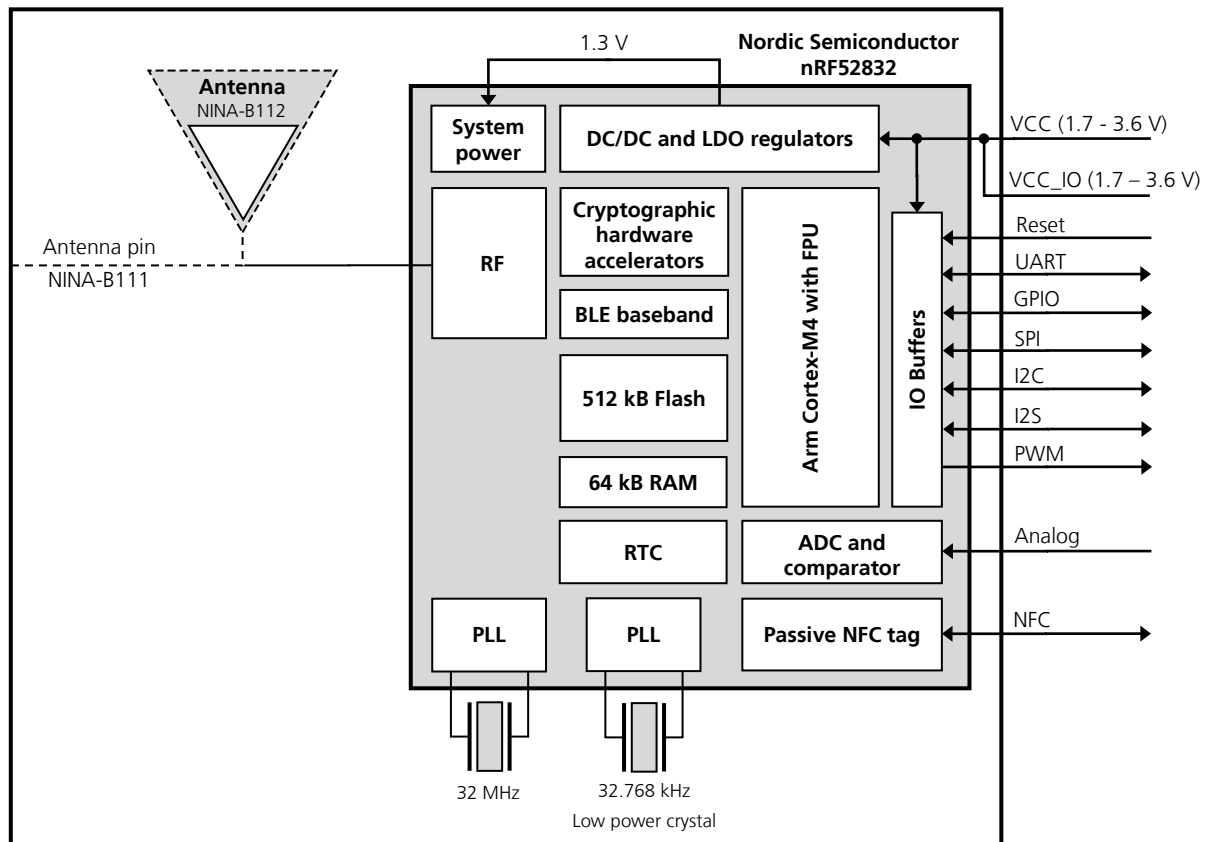 1.3 V
Nordic Semiconductor
nRF52832
Antenna
NINA-B112
System
power
DC/DC and LDO regulators
VCC (1.7 - 3.6 V)
VCC_IO (1.7 – 3.6 V)
Antenna pin
NINA-B111
RF
Cryptographic
hardware
accelerators
BLE baseband
512 kB Flash
64 kB RAM
RTC
Arm Cortex-M4 with FPU
IO Buffers
Reset
UART
GPIO
SPI
I2C
I2S
PWM
ADC and
comparator
Analog
PLL
PLL
Passive NFC tag
NFC
32 MHz
32.768 kHz
Low power crystal